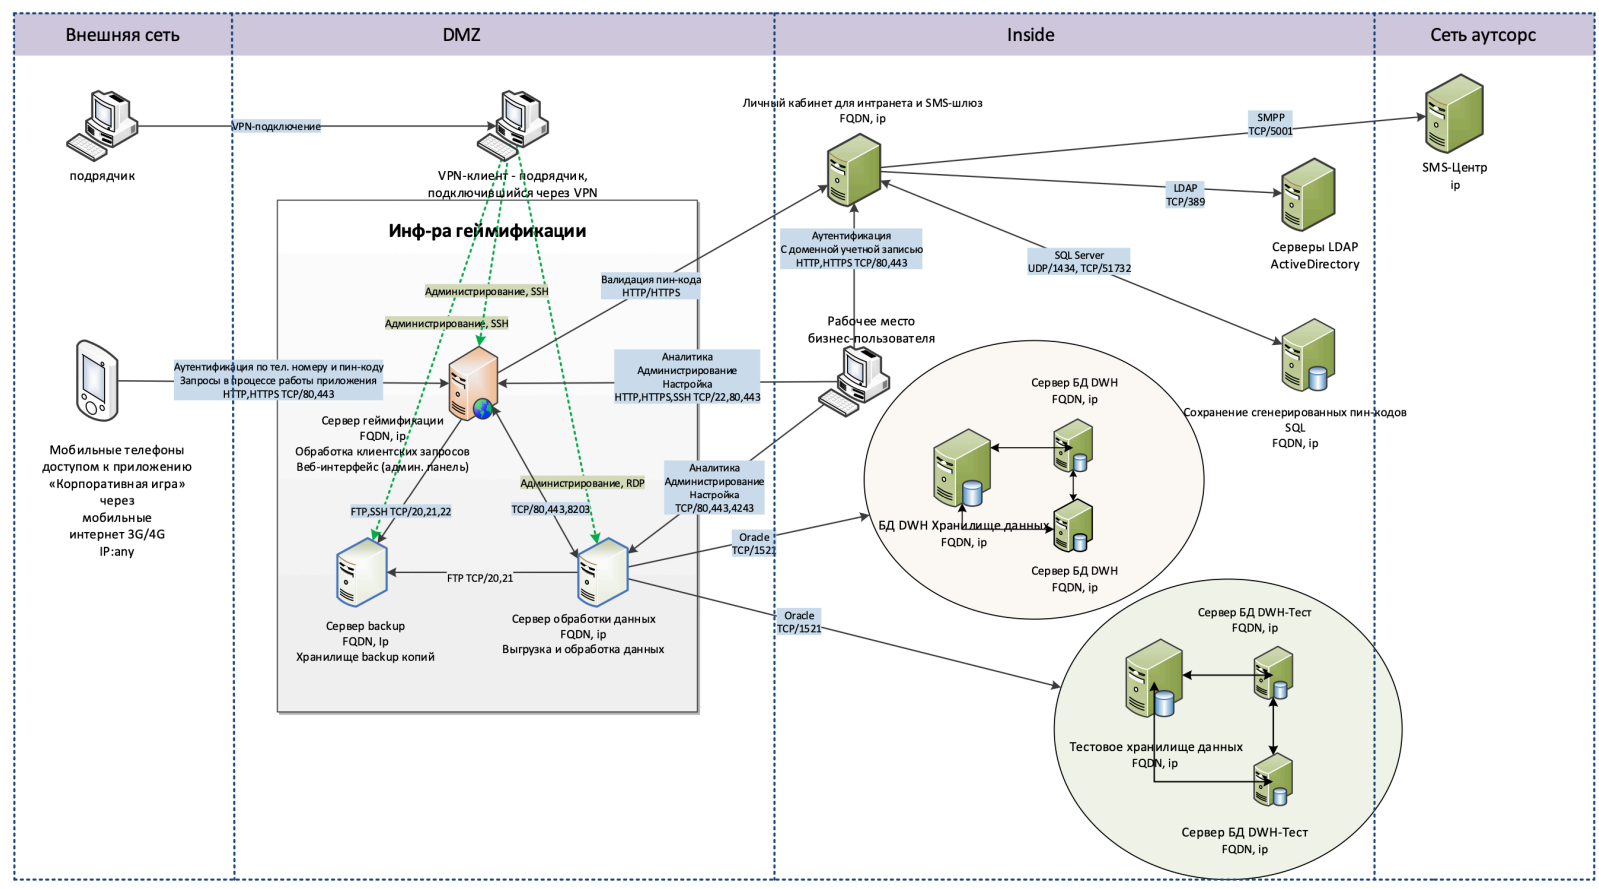 Внешняя сеть
DMZ
Inside
Сеть аутсорс
подрядчик
VPN-подключение
VPN-клиент - подрядчик,
подключившийся через VPN
Личный кабинет для интранета и SMS-шлюз
FQDN, ip
SMPP
TCP/5001
SMS-Центр
ip
LDAP
TCP/389
Серверы LDAP
ActiveDirectory
Инф-ра геймификации
Аутентификация
С доменной учетной записью
HTTP,HTTPS TCP/80,443
SQL Server
UDP/1434, TCP/51732
Валидация пин-кода
HTTP/HTTPS
Администрирование, SSH
Администрирование, SSH
Рабочее место
бизнес-пользователя
Аутентификация по тел. номеру и пин-коду
Запросы в процессе работы приложения
HTTP,HTTPS TCP/80,443
Аналитика
Администрирование
Настройка
HTTP,HTTPS,SSH TCP/22,80,443
Сервер БД DWH
FQDN, ip
Сохранение сгенерированных пин-кодов
SQL
FQDN, ip
Сервер геймификации
FQDN, ip
Обработка клиентских запросов
Веб-интерфейс (админ. панель)
Мобильные телефоны
доступом к приложению
«Корпоративная игра»
через
мобильные
интернет 3G/4G
IP:any
Администрирование, RDP
Аналитика
Администрирование
Настройка
TCP/80,443,4243
FTP,SSH TCP/20,21,22
TCP/80,443,8203
БД DWH Хранилище данных
FQDN, ip
Oracle
TCP/1521
Сервер БД DWH
FQDN, ip
FTP TCP/20,21
Сервер backup
FQDN, Ip
Хранилище backup копий
Сервер обработки данных
FQDN, ip
Выгрузка и обработка данных
Oracle
TCP/1521
Сервер БД DWH-Тест
FQDN, ip
Тестовое хранилище данных
FQDN, ip
Сервер БД DWH-Тест
FQDN, ip